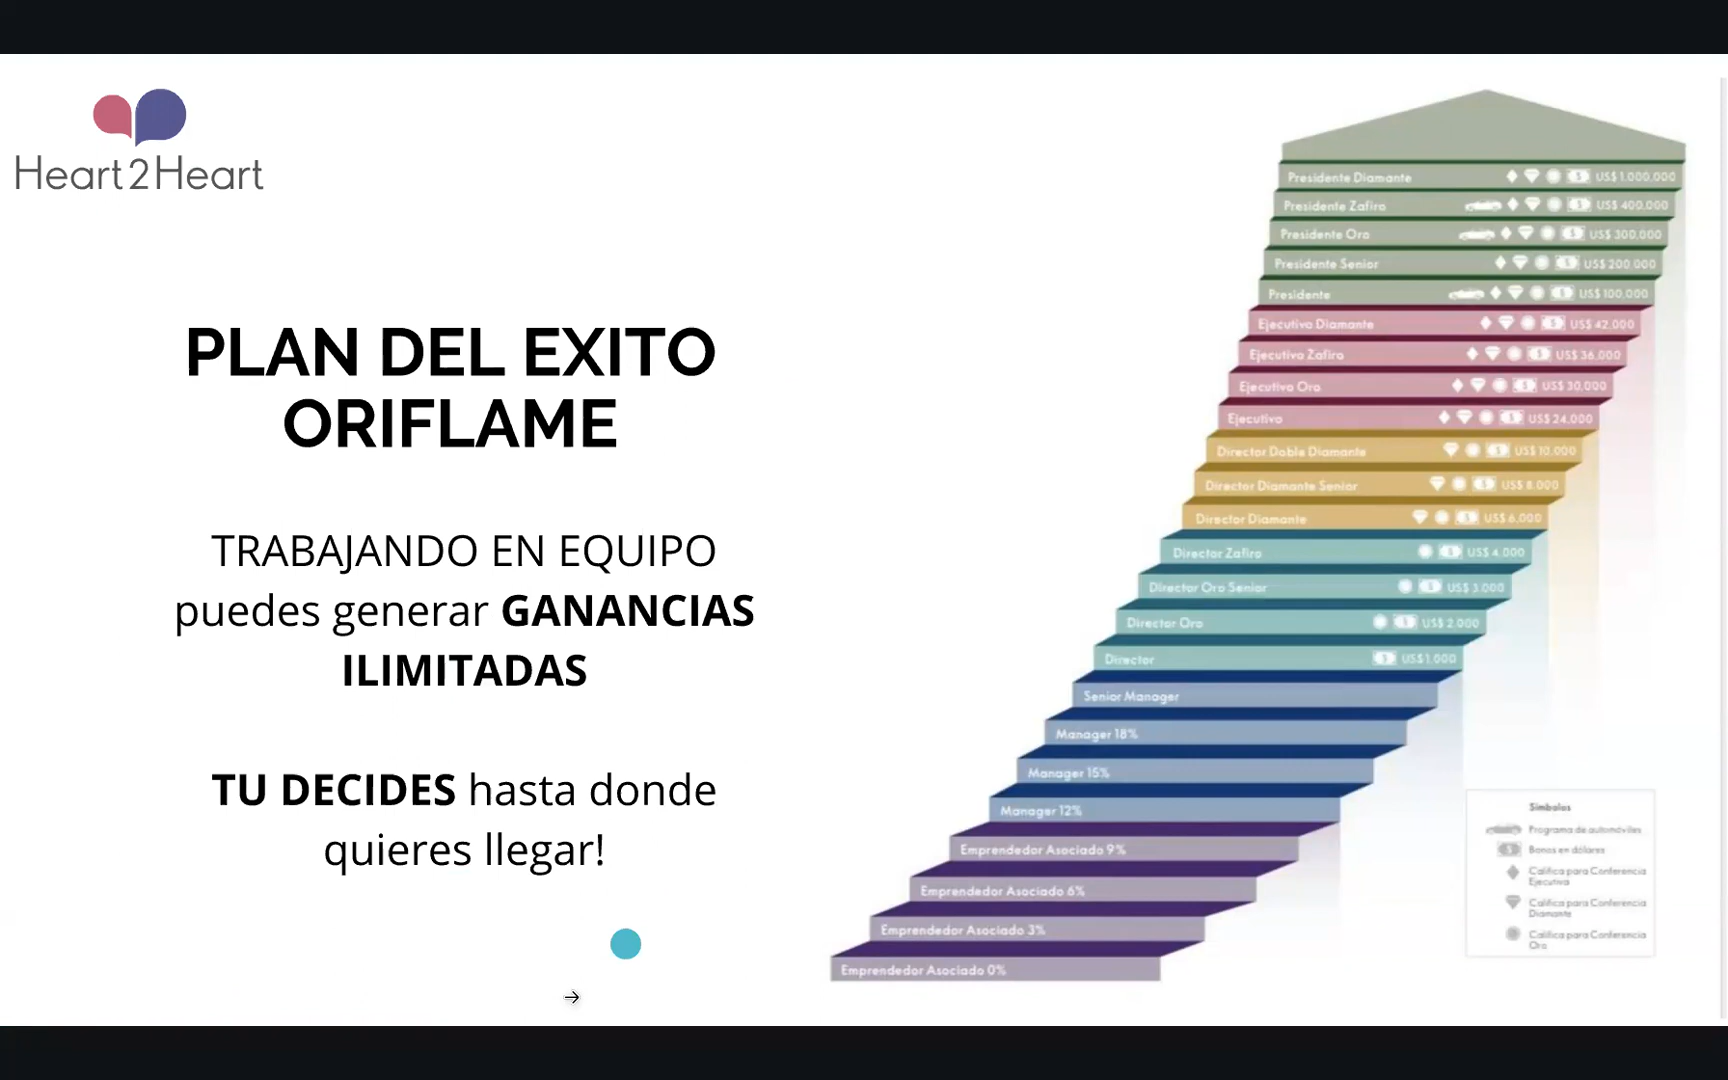 Heart2Heart
PLAN DEL EXITO
ORIFLAME
TRABAJANDO EN EQUIPO
puedes generar GANANCIAS
ILIMITADAS
TU DECIDES hasta donde
quieres llegar!
Presidente Diamante US$ 1.000.000
Presidente Zafiro US$ 400.000
Presidente Oro US$ 300.000
Presidente Senior US$ 200.000
Presidente US$ 100.000
Ejecutivo Diamante US$ 42.000
Ejecutivo Zafiro US$ 36.000
Ejecutivo Oro US$ 30.000
Ejecutivo US$ 24.000
Director Doble Diamante US$ 10.000
Director Diamante Senior US$ 8.000
Director Diamante US$ 6.000
Director Zafiro US$ 4.000
Director Oro Senior US$ 3.000
Director Oro US$ 2.000
Director US$ 1.000
Senior Manager
Manager 18%
Manager 15%
Manager 12%
Emprendedor Asociado 9%
Emprendedor Asociado 6%
Emprendedor Asociado 3%
Emprendedor Asociado 0%
Símbolos
Programa de automóviles
Bonos en dólares
Califica para Conferencia
Ejecutiva
Califica para Conferencia
Diamante
Califica para Conferencia
Oro